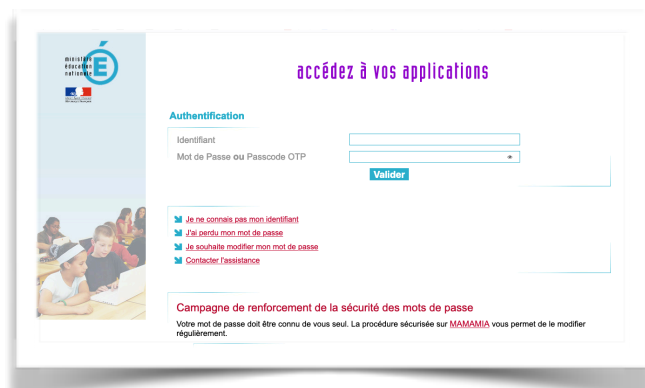 ministère
éducation
nationale
accédez à vos applications
Authentification
Identifiant
Mot de Passe ou Passcode OTP
Valider
Je ne connais pas mon identifiant
J'ai perdu mon mot de passe
Je souhaite modifier mon mot de passe
Contacter l'assistance
Campagne de renforcement de la sécurité des mots de passe
Votre mot de passe doit être connu de vous seul. La procédure sécurisée sur MAMAMIA vous permet de le modifier
régulièrement.